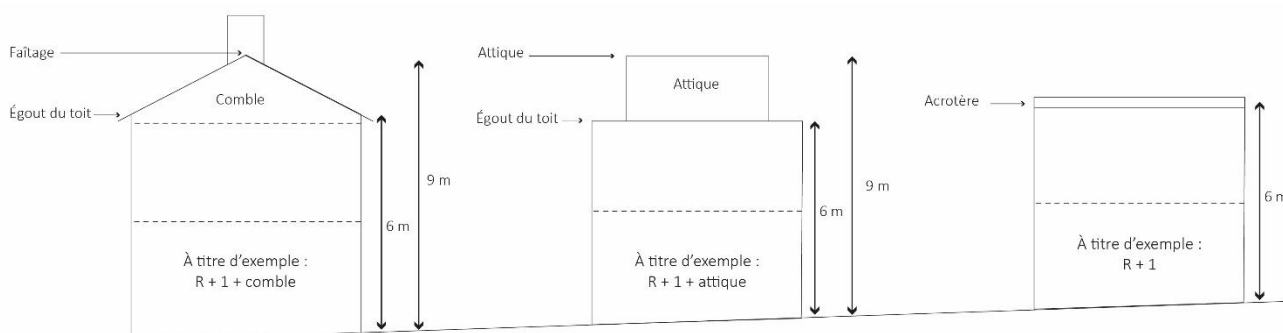 Faîtage
Égout du toit
Comble
9 m
6 m
À titre d'exemple :
R + 1 + comble
Attique
Attique
Égout du toit
9 m
6 m
À titre d'exemple :
R + 1 + attique
Acrotère
6 m
À titre d'exemple :
R + 1